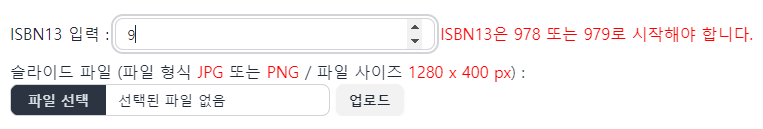 ISBN13 입력 : 9 ISBN13은 978 또는 979로 시작해야 합니다.
슬라이드 파일 (파일 형식 JPG 또는 PNG / 파일 사이즈 1280 x 400 px) :
파일 선택 선택된 파일 없음 업로드